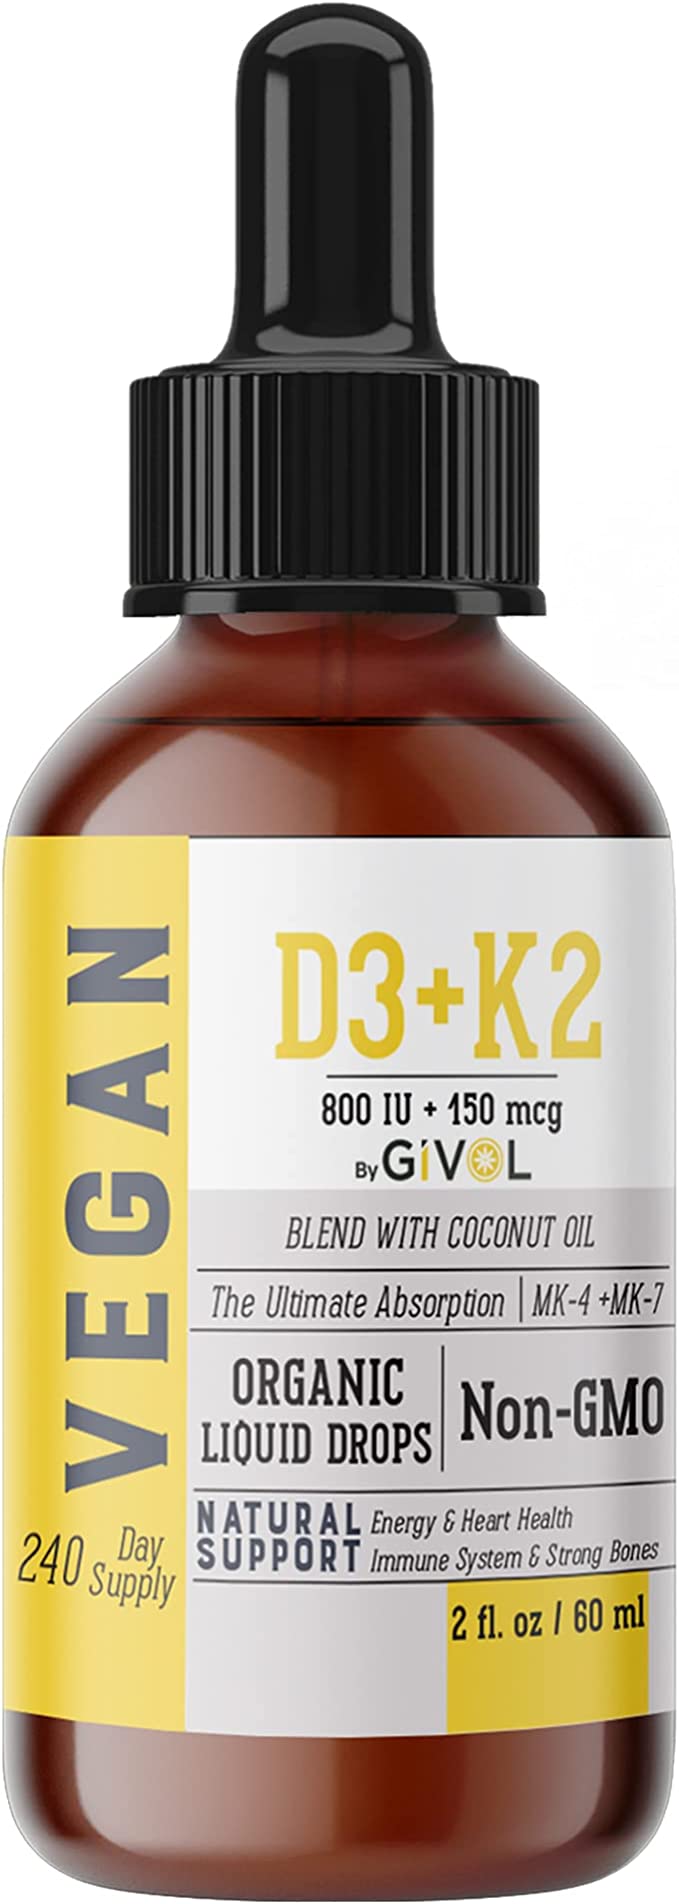 VEGAN
240 Day Supply
D3+K2
800 IU + 150 mcg
By GiVOL
BLEND WITH COCONUT OIL
The Ultimate Absorption | MK-4 +MK-7
ORGANIC
LIQUID DROPS
Non-GMO
NATURAL
SUPPORT
Energy & Heart Health
Immune System & Strong Bones
2 fl. oz / 60 ml